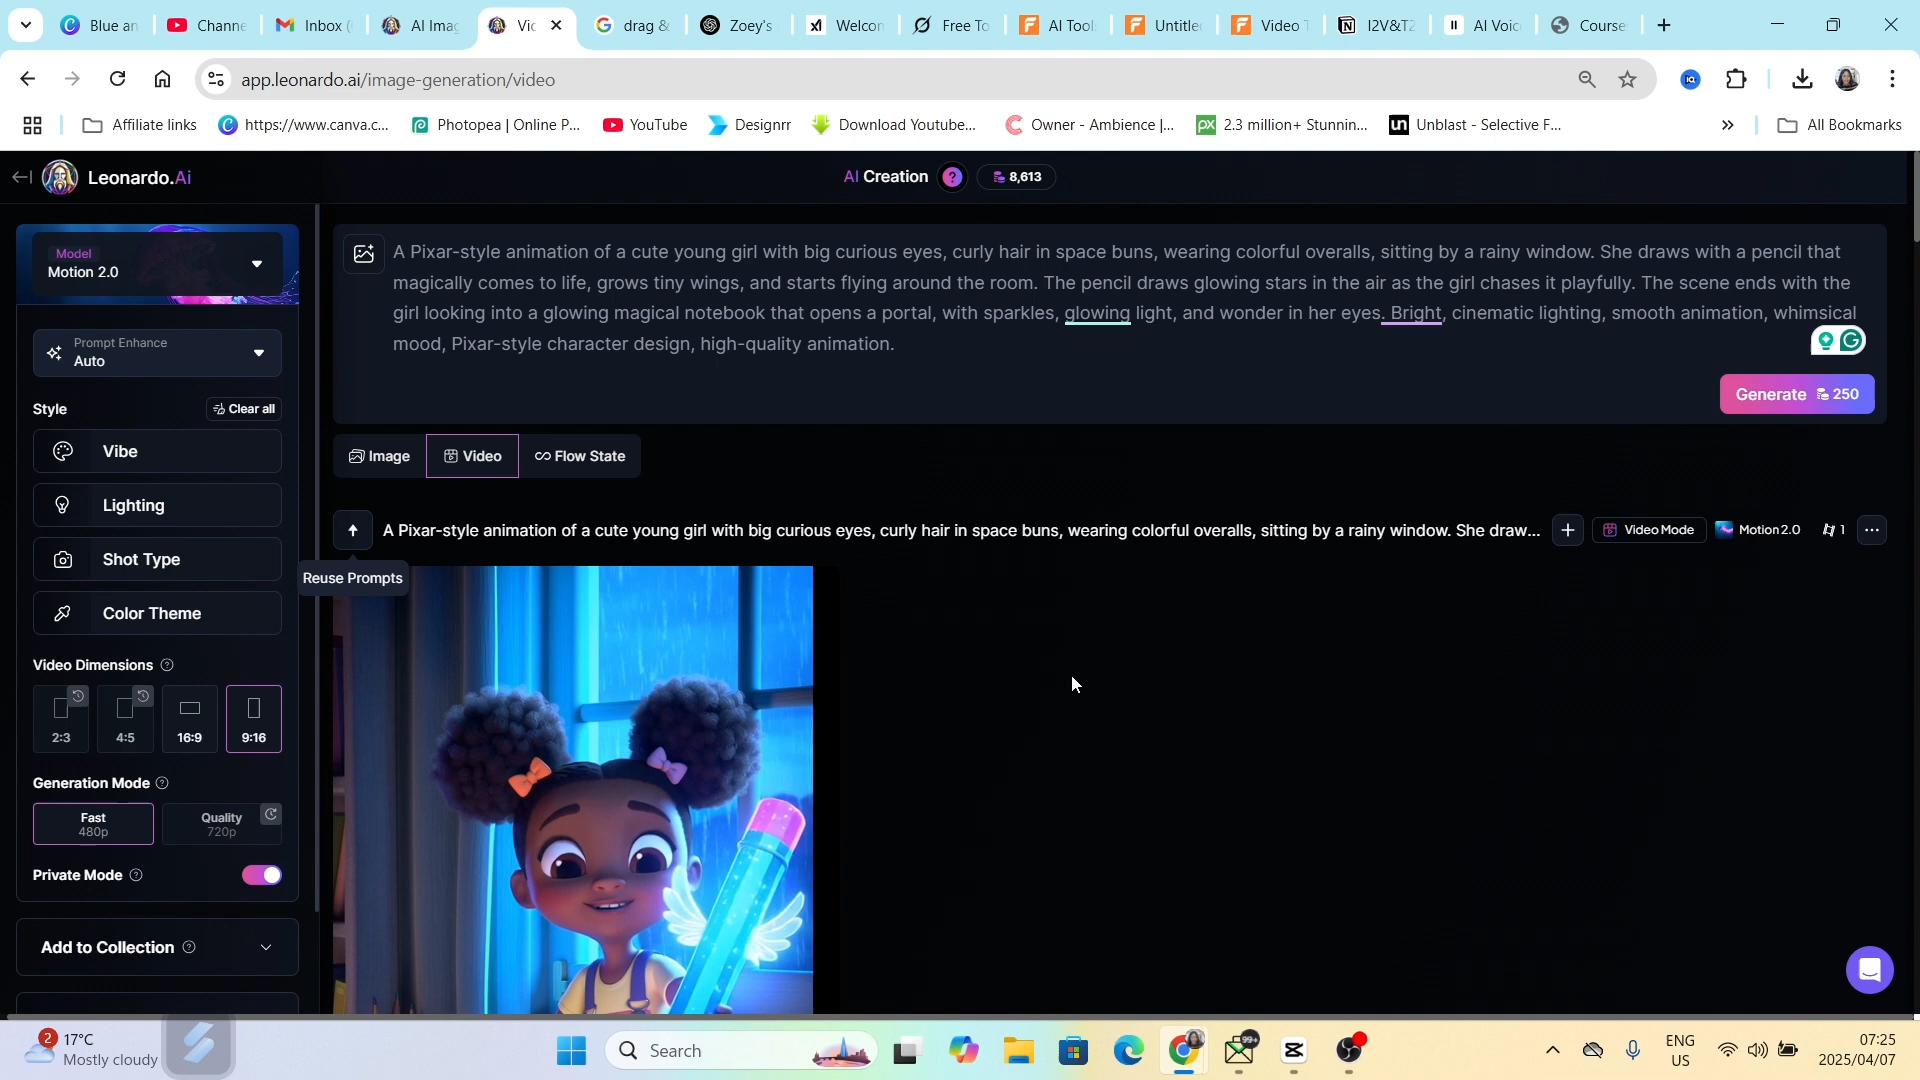 Blue an
Channe
Inbox (
AI Imag
Vic
drag &
Zoey's
Welcon
Free To
AI Tool
Untitle
Video T
I2V&T2
AI Voic
Course
app.leonardo.ai/image-generation/video
Affiliate links
https://www.canva.c...
Photopea | Online P...
YouTube
Designrr
Download Youtube...
Owner - Ambience |...
2.3 million+ Stunnin...
Unblast - Selective F...
All Bookmarks
Leonardo.Ai
AI Creation ? 8,613
Model
Motion 2.0
Prompt Enhance
Auto
Style
Clear all
Vibe
Lighting
Shot Type
Color Theme
Video Dimensions
2:3 4:5 16:9 9:16
Generation Mode
Fast
480p
Quality
720p
Private Mode
Add to Collection
A Pixar-style animation of a cute young girl with big curious eyes, curly hair in space buns, wearing colorful overalls, sitting by a rainy window. She draws with a pencil that
magically comes to life, grows tiny wings, and starts flying around the room. The pencil draws glowing stars in the air as the girl chases it playfully. The scene ends with the
girl looking into a glowing magical notebook that opens a portal, with sparkles, glowing light, and wonder in her eyes. Bright, cinematic lighting, smooth animation, whimsical
mood, Pixar-style character design, high-quality animation.
Generate 250
Image
Video
Flow State
A Pixar-style animation of a cute young girl with big curious eyes, curly hair in space buns, wearing colorful overalls, sitting by a rainy window. She draw...
Video Mode
Motion 2.0
1
Reuse Prompts
2
17°C
Mostly cloudy
Search
99+
ENG
US
07:25
2025/04/07